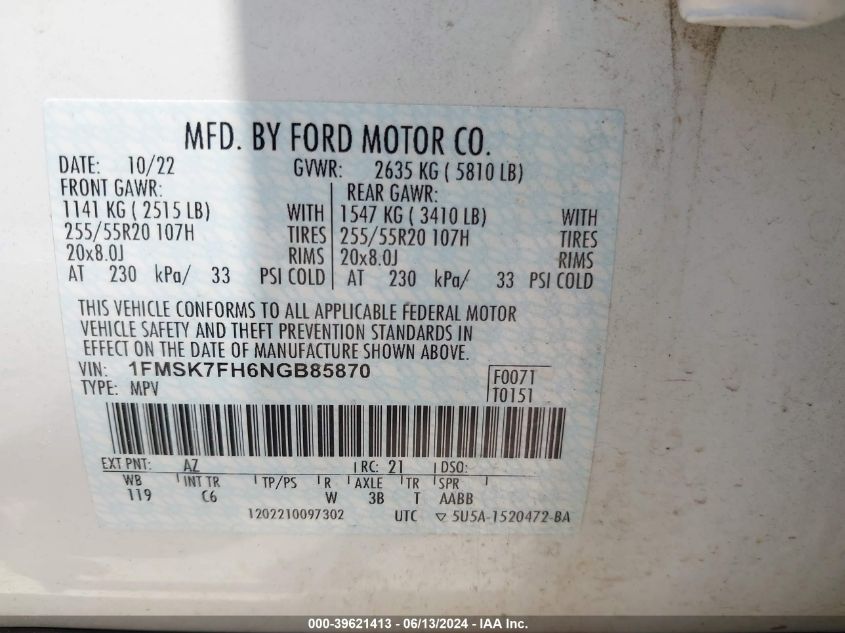 MFD. BY FORD MOTOR CO.
DATE: 10/22 GVWR: 2635 KG ( 5810 LB)
FRONT GAWR: REAR GAWR:
1141 KG ( 2515 LB) WITH 1547 KG ( 3410 LB) WITH
255/55R20 107H TIRES 255/55R20 107H TIRES
20x8.0J RIMS 20x8.0J RIMS
AT 230 kPa/ 33 PSI COLD AT 230 kPa/ 33 PSI COLD
THIS VEHICLE CONFORMS TO ALL APPLICABLE FEDERAL MOTOR
VEHICLE SAFETY AND THEFT PREVENTION STANDARDS IN
EFFECT ON THE DATE OF MANUFACTURE SHOWN ABOVE.
VIN: 1FMSK7FH6NGB85870 F0071
TYPE: MPV T0151
EXT PNT: AZ RC: 21 DSO:
WB INT TR TP/PS R AXLE TR SPR
119 C6 W 3B T AABB
1202210097302 UTC ▽ 5U5A-1520472-BA
000-39621413 - 06/13/2024 - IAA Inc.